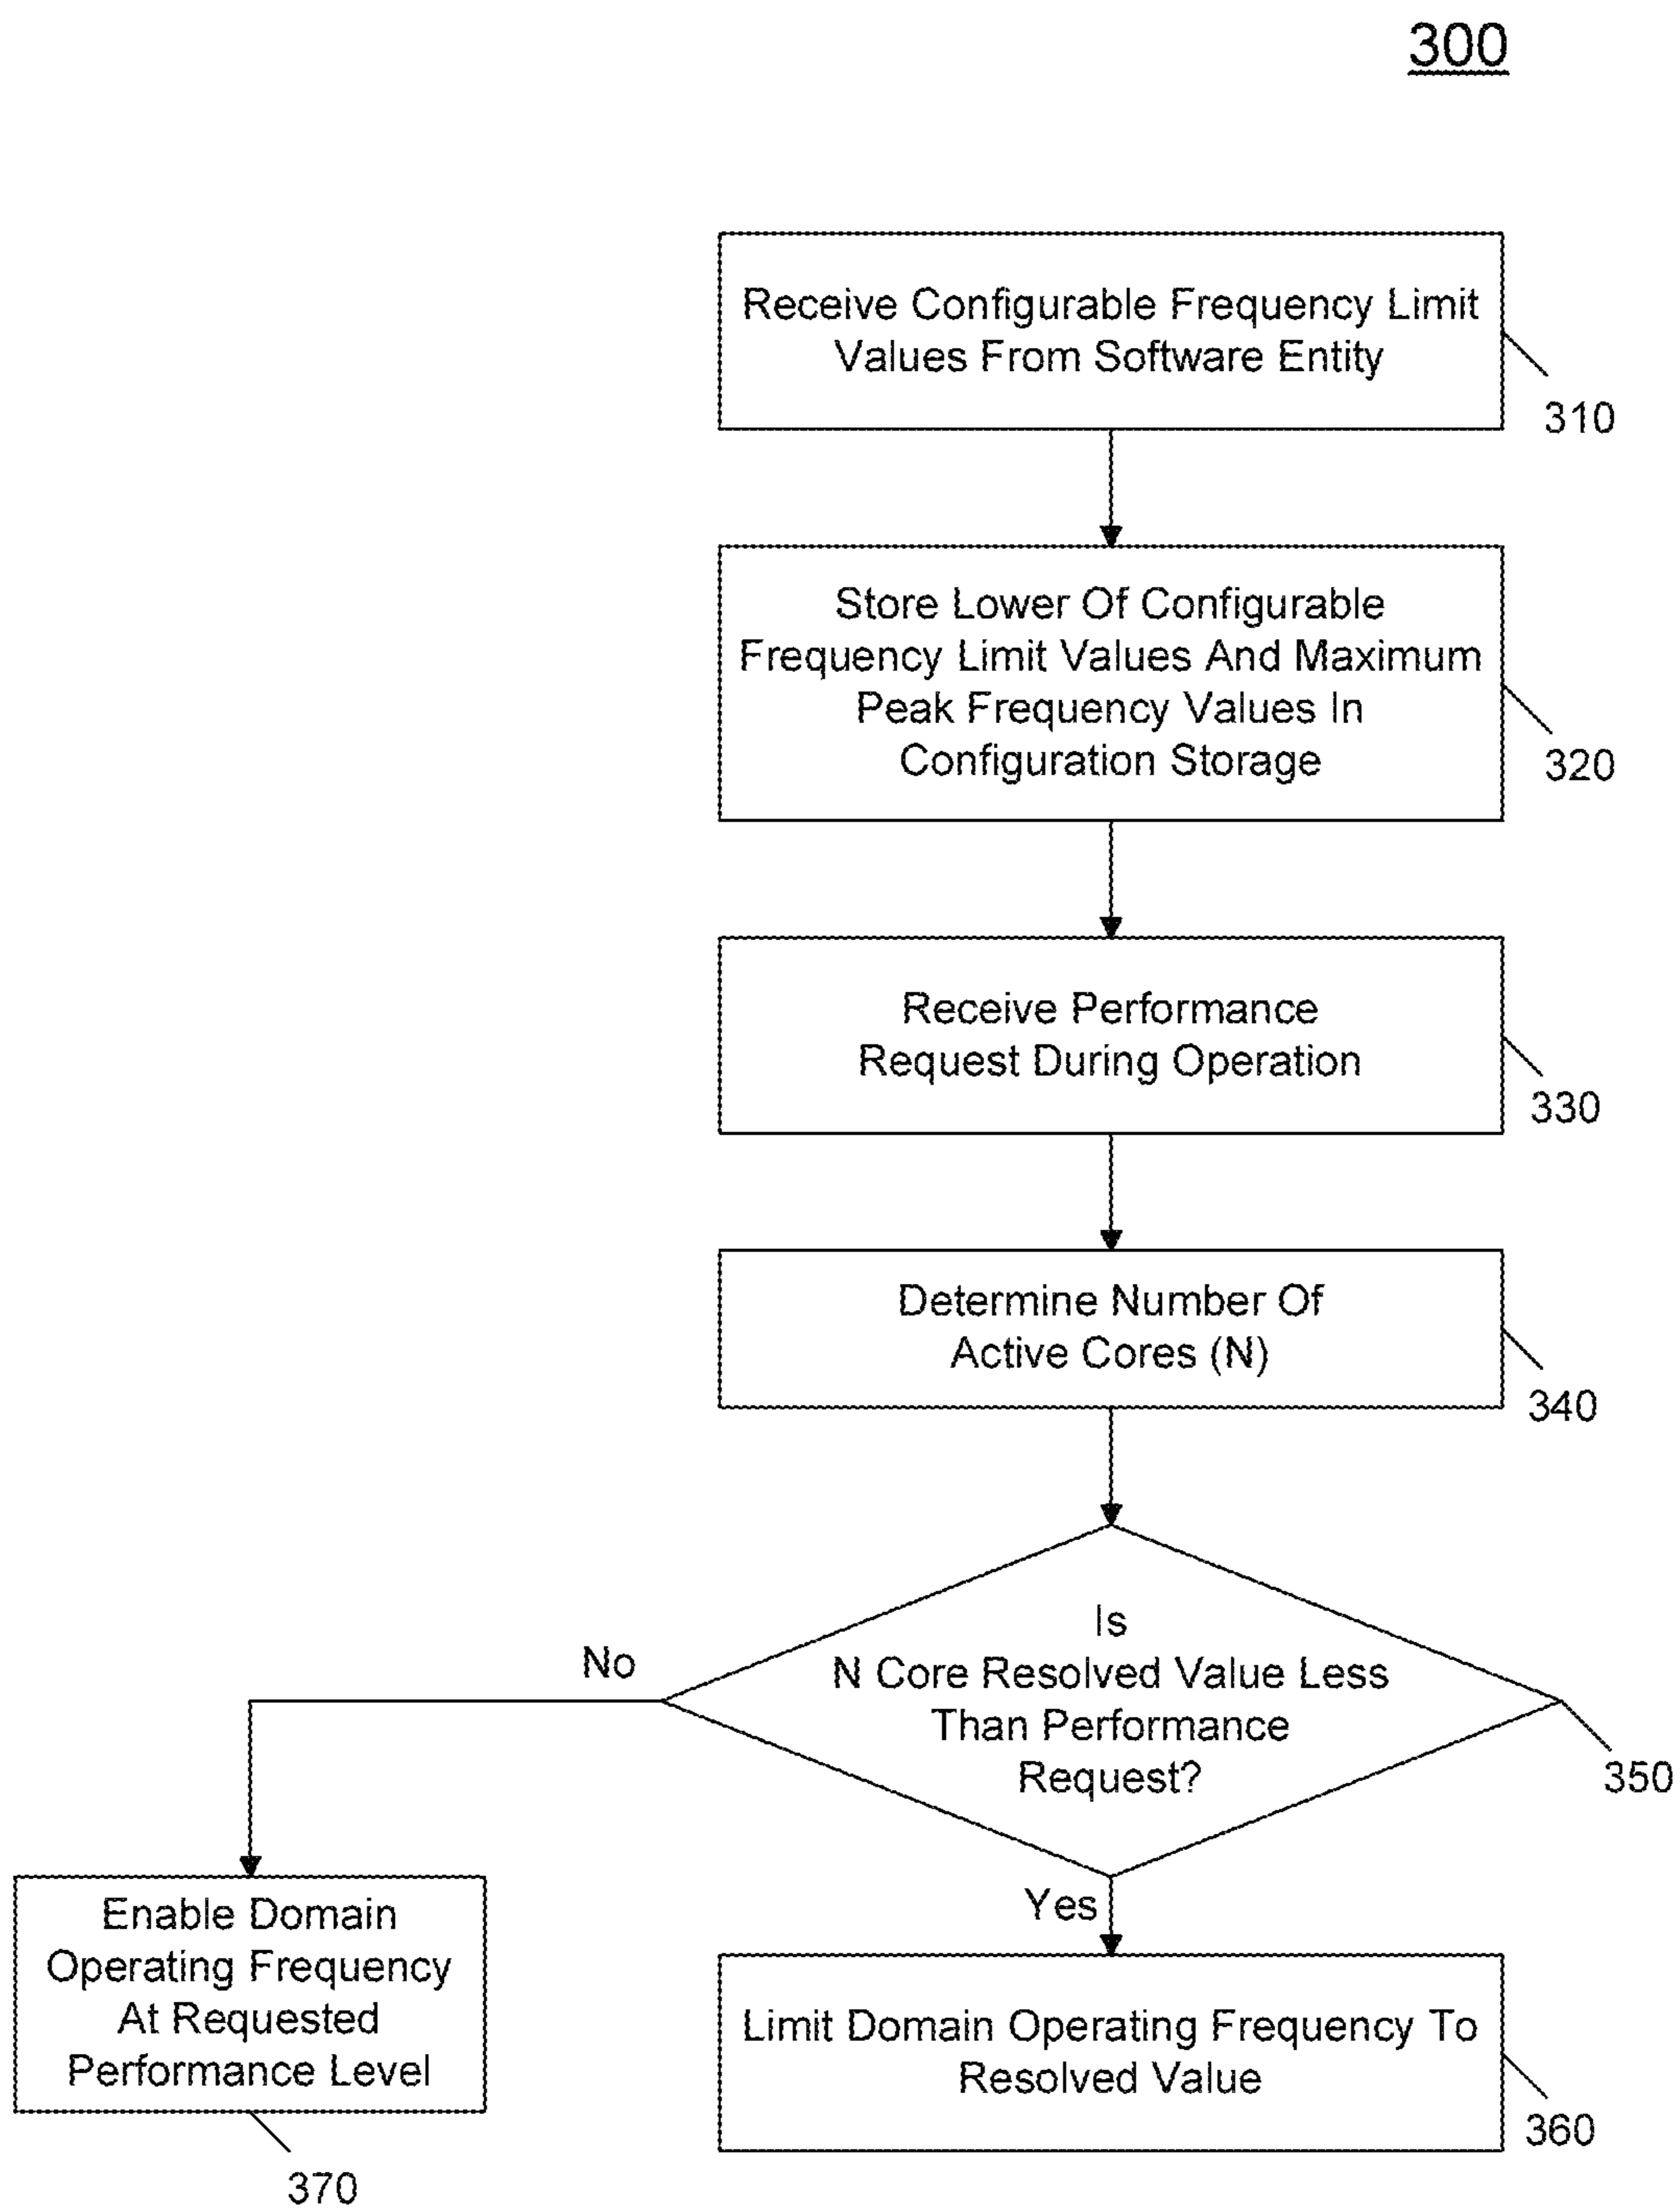 300
Receive Configurable Frequency Limit
Values From Software Entity
310
Store Lower Of Configurable
Frequency Limit Values And Maximum
Peak Frequency Values In
Configuration Storage
320
Receive Performance
Request During Operation
330
Determine Number Of
Active Cores (N)
340
Is
N Core Resolved Value Less
Than Performance
Request?
350
No
Yes
Enable Domain
Operating Frequency
At Requested
Performance Level
370
Limit Domain Operating Frequency To
Resolved Value
360